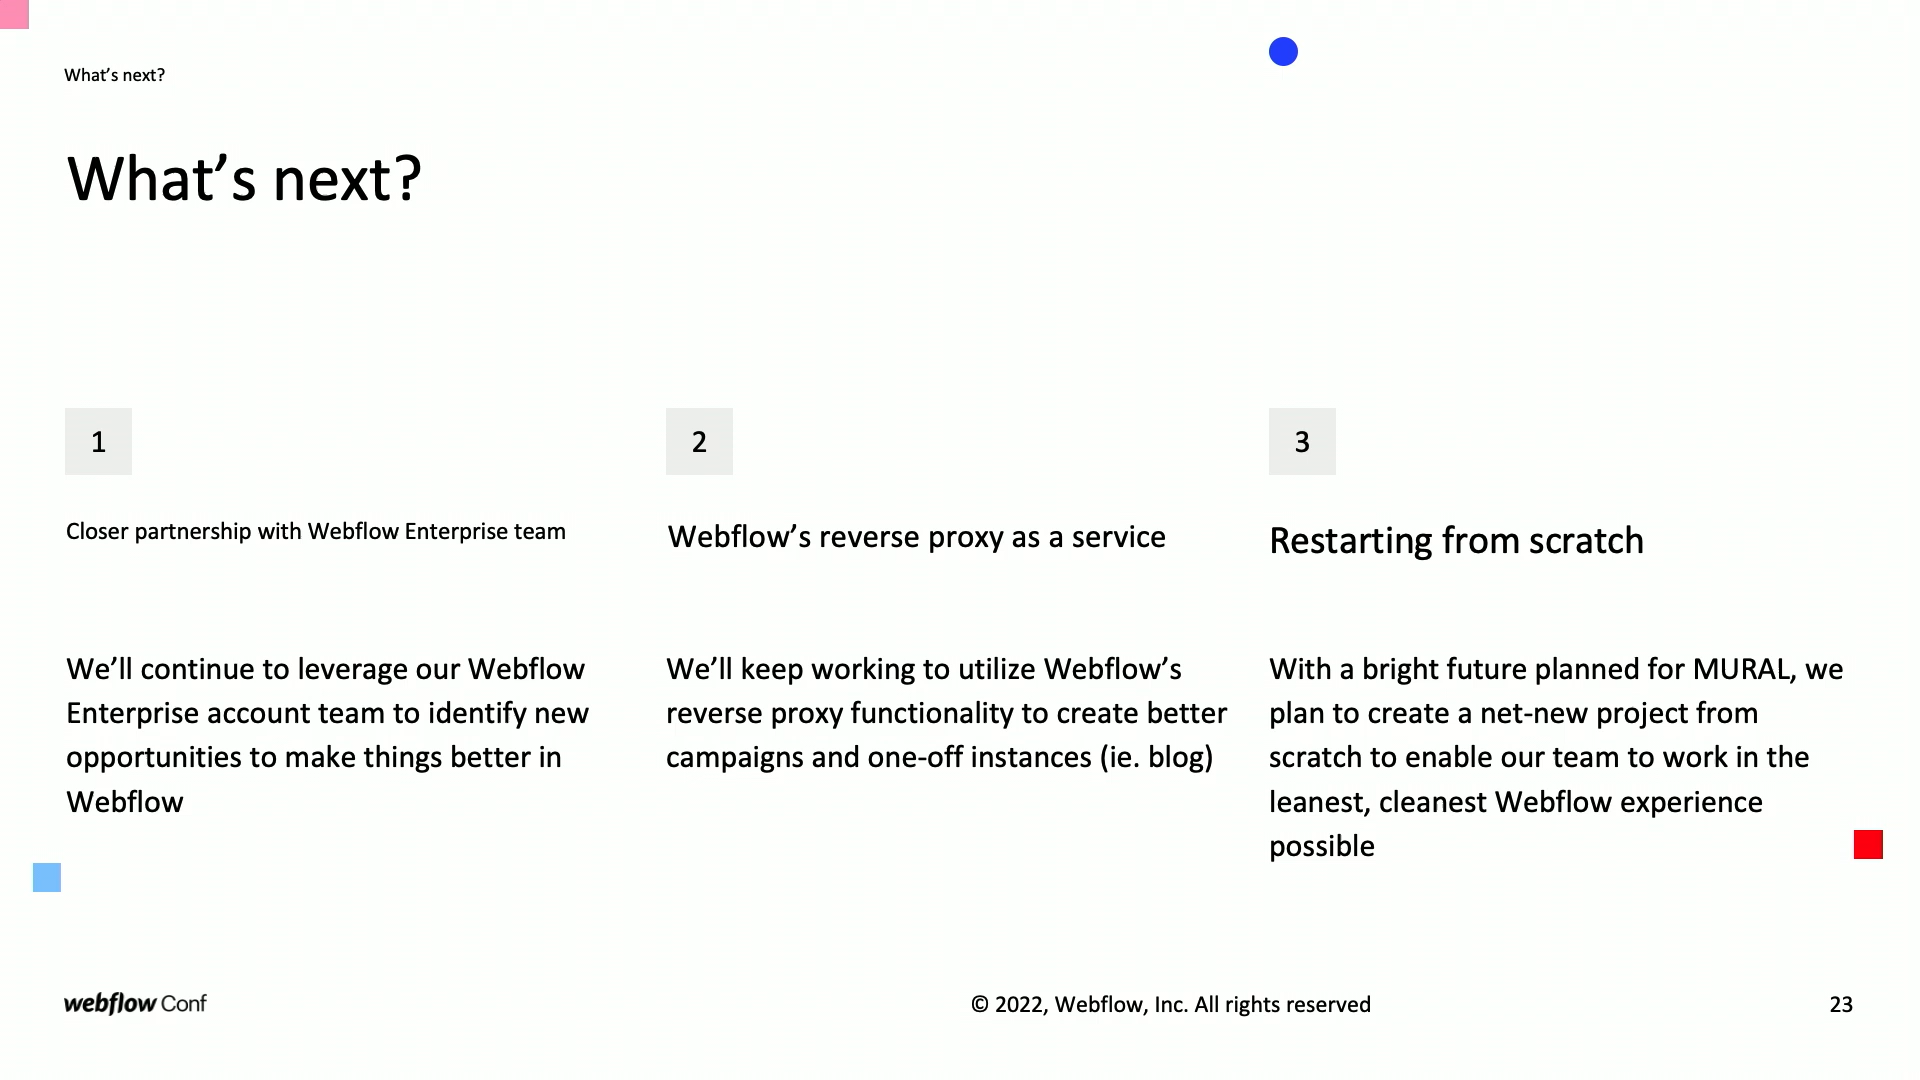 What’s next?
What’s next?
1
Closer partnership with Webflow Enterprise team
We’ll continue to leverage our Webflow
Enterprise account team to identify new
opportunities to make things better in
Webflow
2
Webflow’s reverse proxy as a service
We’ll keep working to utilize Webflow’s
reverse proxy functionality to create better
campaigns and one-off instances (ie. blog)
3
Restarting from scratch
With a bright future planned for MURAL, we
plan to create a net-new project from
scratch to enable our team to work in the
leanest, cleanest Webflow experience
possible
webflow Conf
© 2022, Webflow, Inc. All rights reserved
23